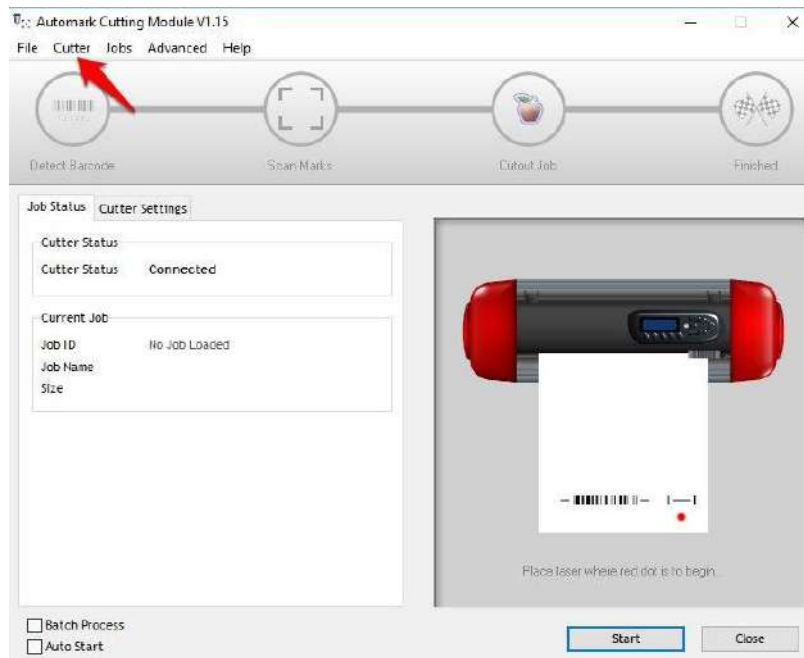 Automark Cutting Module V1.15
File Cutter Jobs Advanced Help
Detect Barcode Scan Marks Cutout Job Finished
Job Status Cutter Settings
Cutter Status
Cutter Status Connected
Current Job
Job ID No Job Loaded
Job Name
Size
Place laser where red dot is to begin...
Batch Process
Auto Start
Start Close